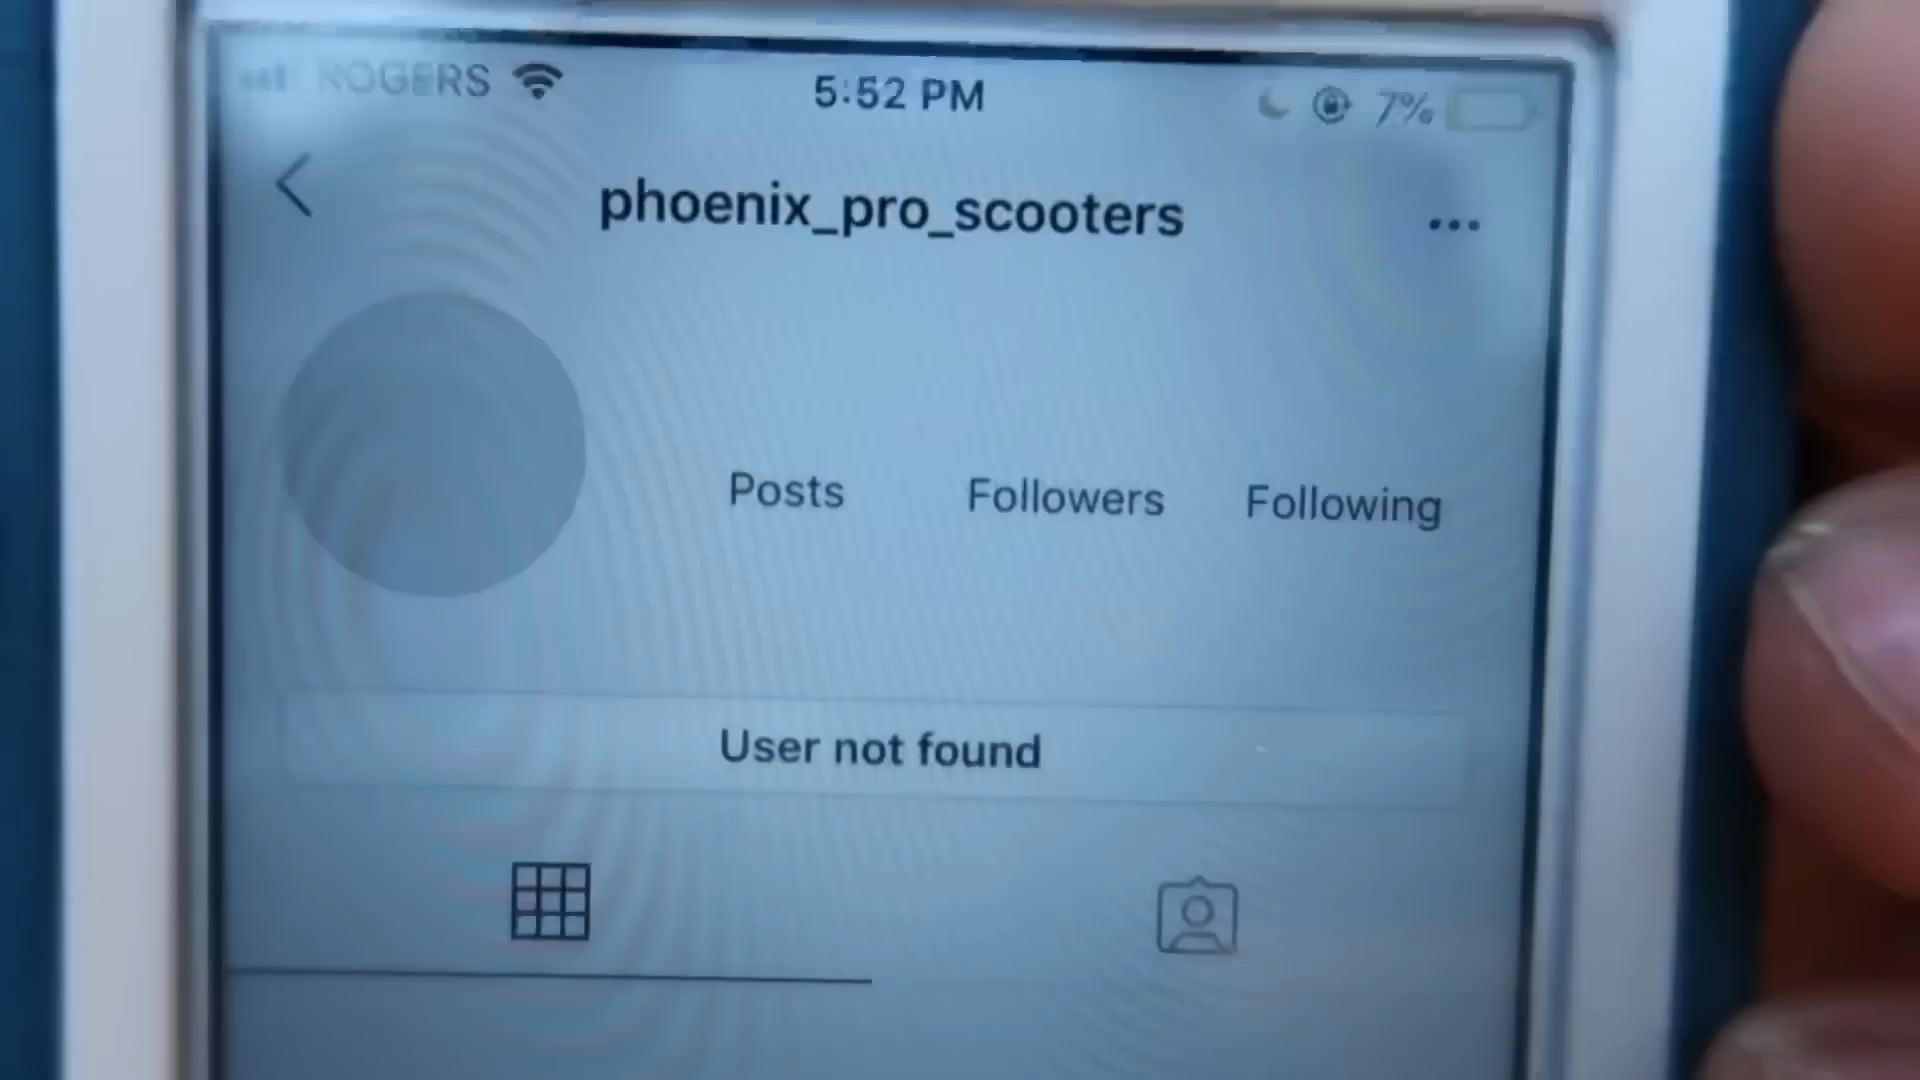 ROGERS 5:52 PM 7%
phoenix_pro_scooters
Posts Followers Following
User not found